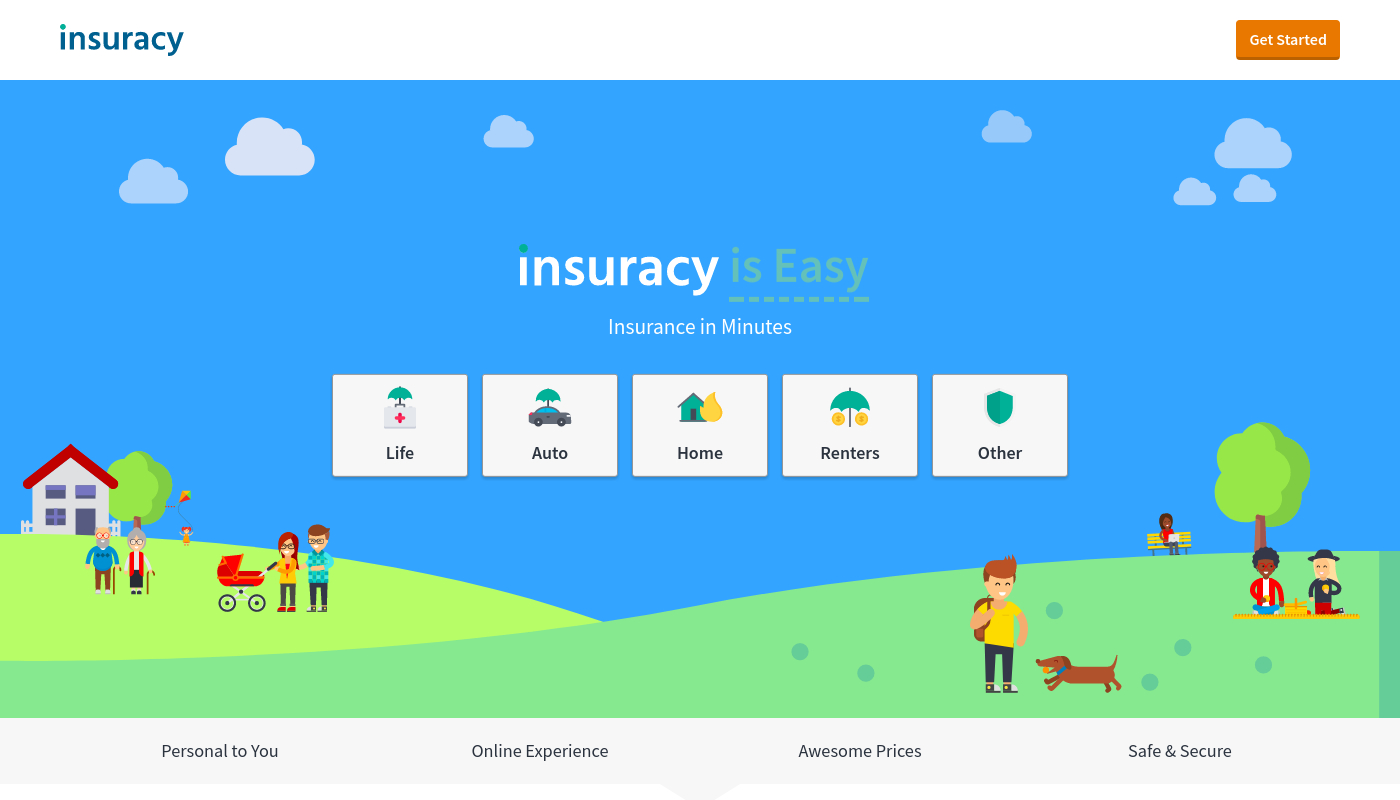 insuracy
Get Started
insuracy is Easy
Insurance in Minutes
Life
Auto
Home
Renters
Other
Personal to You
Online Experience
Awesome Prices
Safe & Secure